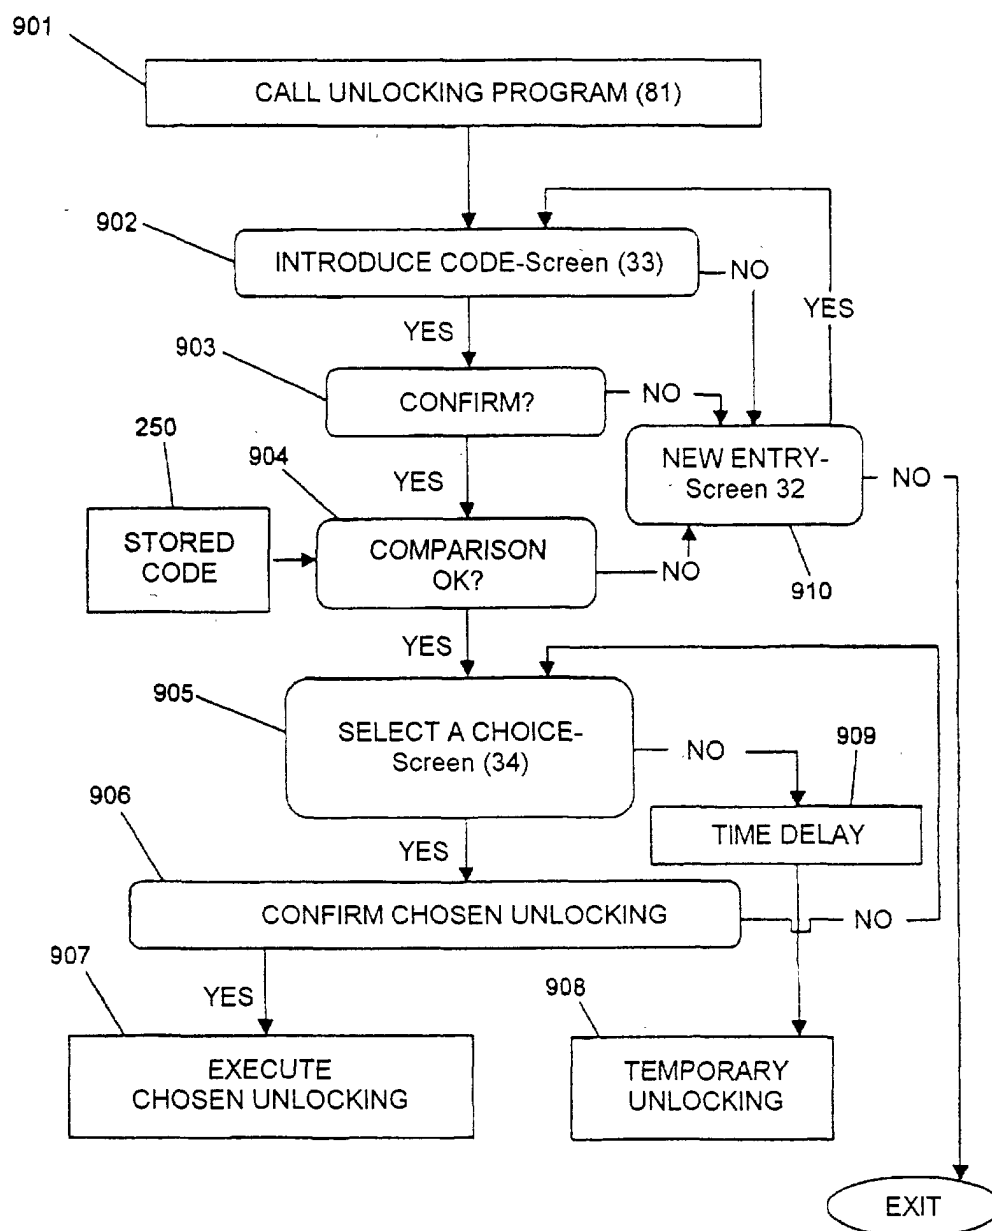 901
CALL UNLOCKING PROGRAM (81)
902
INTRODUCE CODE-Screen (33)
NO
YES
YES
903
CONFIRM?
NO
250
904
YES
NEW ENTRY-
Screen 32
NO
STORED
CODE
COMPARISON
OK?
NO
910
YES
905
SELECT A CHOICE-
Screen (34)
NO
909
906
YES
TIME DELAY
CONFIRM CHOSEN UNLOCKING
NO
907
YES
908
EXECUTE
CHOSEN UNLOCKING
TEMPORARY
UNLOCKING
EXIT